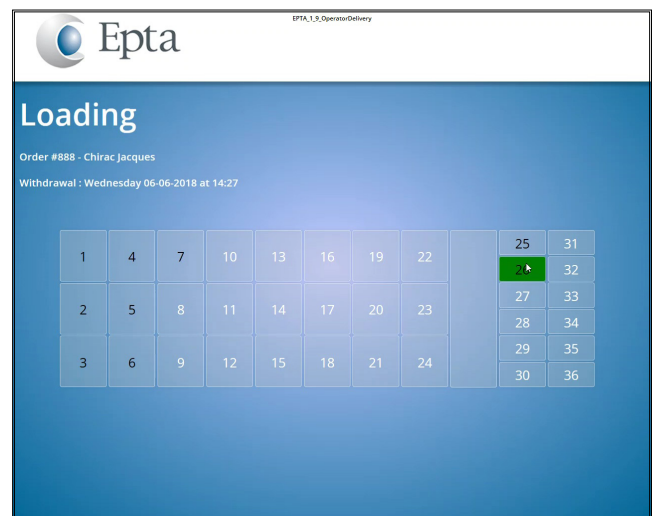 EPTA_1_9_OperatorDelivery
Epta
Loading
Order #888 - Chirac Jacques
Withdrawal : Wednesday 06-06-2018 at 14:27
25 31
1 4 7 10 13 16 19 22
26 32
27 33
2 5 8 11 14 17 20 23
28 34
29 35
3 6 9 12 15 18 21 24
30 36